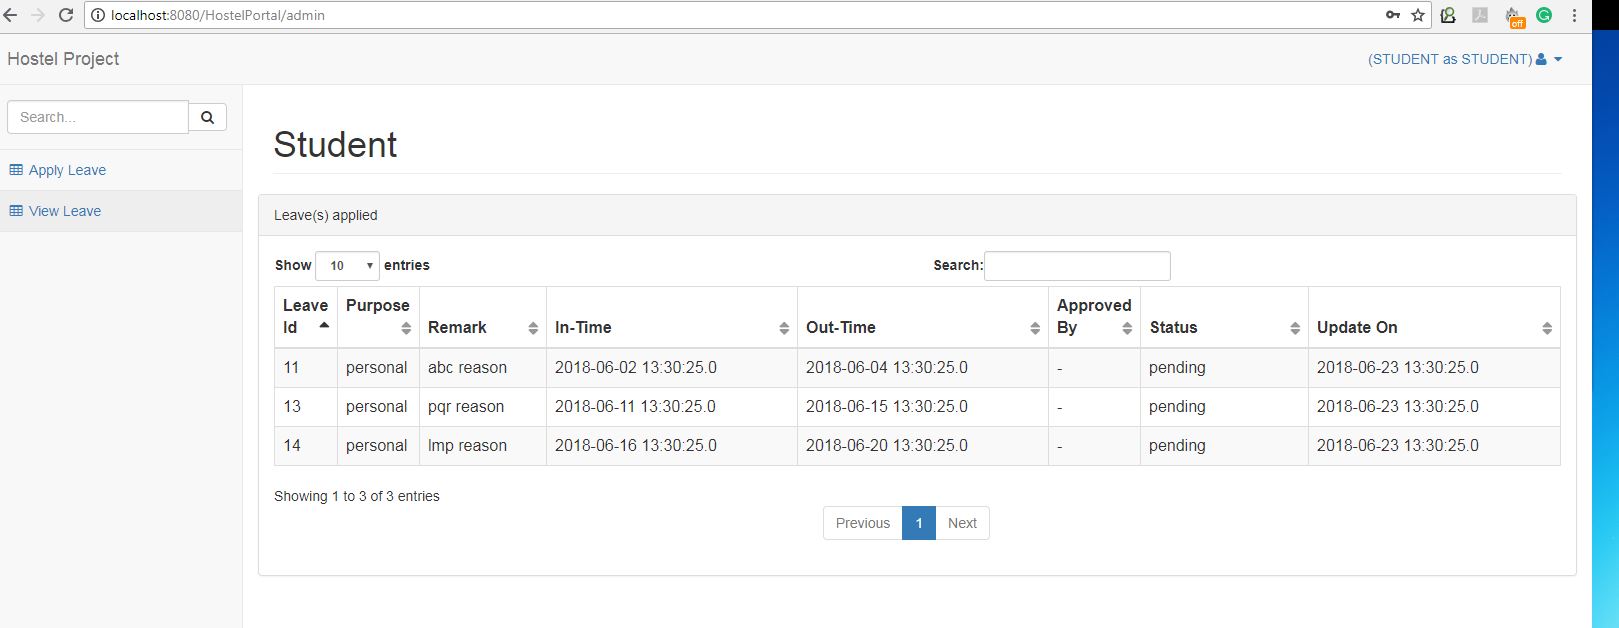 localhost:8080/HostelPortal/admin
off
Hostel Project
(STUDENT as STUDENT)
Search...
Apply Leave
View Leave
Student
Leave(s) applied
Show 10 entries Search:
Leave Id Purpose Remark In-Time Out-Time Approved By Status Update On
11 personal abc reason 2018-06-02 13:30:25.0 2018-06-04 13:30:25.0 - pending 2018-06-23 13:30:25.0
13 personal pqr reason 2018-06-11 13:30:25.0 2018-06-15 13:30:25.0 - pending 2018-06-23 13:30:25.0
14 personal lmp reason 2018-06-16 13:30:25.0 2018-06-20 13:30:25.0 - pending 2018-06-23 13:30:25.0
Showing 1 to 3 of 3 entries
Previous 1 Next